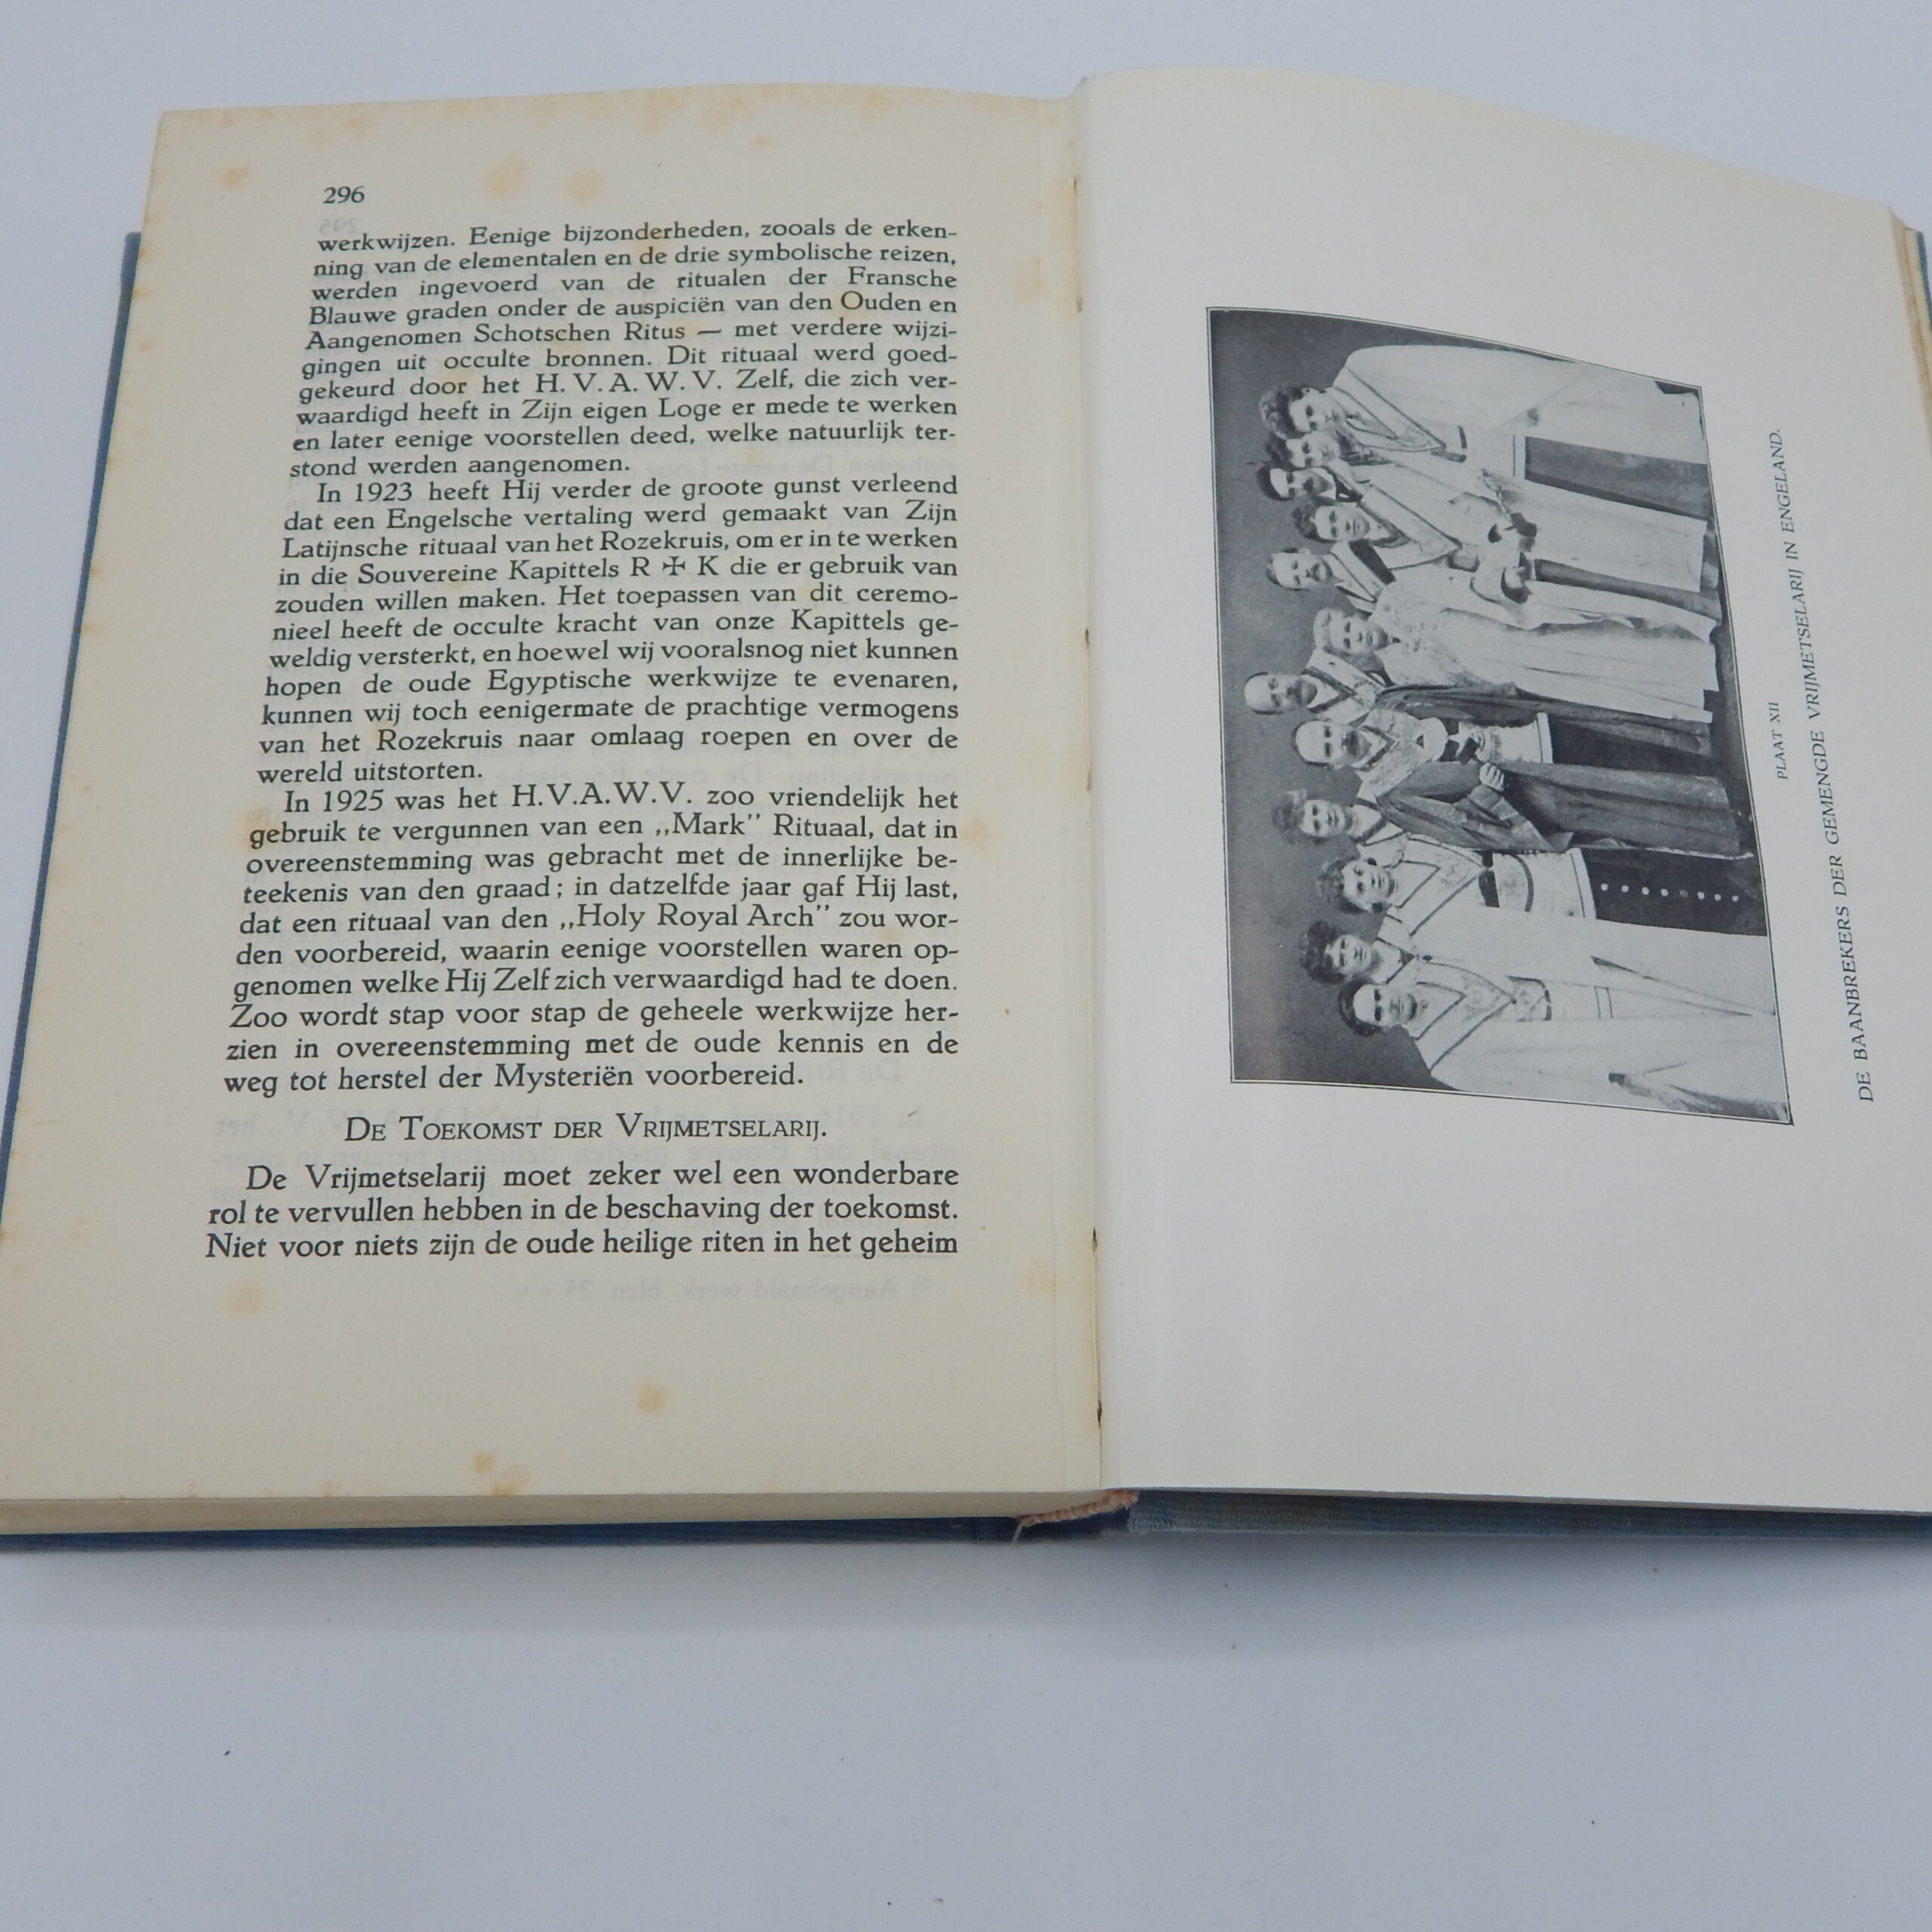 296
werkwijzen. Eenige bijzonderheden, zooals de erken-
ning van de elementalen en de drie symbolische reizen,
werden ingevoerd van de ritualen der Fransche
Blauwe graden onder de auspiciën van den Ouden en
Aangenomen Schotschen Ritus — met verdere wijzi-
gingen uit occulte bronnen. Dit rituaal werd goed-
gekeurd door het H. V. A. W. V. Zelf, die zich ver-
waardigd heeft in Zijn eigen Loge er mede te werken
en later eenige voorstellen deed, welke natuurlijk ter-
stond werden aangenomen.
In 1923 heeft Hij verder de groote gunst verleend
dat een Engelsche vertaling werd gemaakt van Zijn
Latijnsche rituaal van het Rozekruis, om er in te werken
in die Souvereine Kapittels R ✠ K die er gebruik van
zouden willen maken. Het toepassen van dit ceremo-
nieel heeft de occulte kracht van onze Kapittels ge-
weldig versterkt, en hoewel wij vooralsnog niet kunnen
hopen de oude Egyptische werkwijze te evenaren,
kunnen wij toch eenigermate de prachtige vermogens
van het Rozekruis naar omlaag roepen en over de
wereld uitstorten.
In 1925 was het H.V.A.W.V. zoo vriendelijk het
gebruik te vergunnen van een „Mark” Rituaal, dat in
overeenstemming was gebracht met de innerlijke be-
teekenis van den graad; in datzelfde jaar gaf Hij last,
dat een rituaal van den „Holy Royal Arch” zou wor-
den voorbereid, waarin eenige voorstellen waren op-
genomen welke Hij Zelf zich verwaardigd had te doen.
Zoo wordt stap voor stap de geheele werkwijze her-
zien in overeenstemming met de oude kennis en de
weg tot herstel der Mysteriën voorbereid.
De Toekomst der Vrijmetselarij.
De Vrijmetselarij moet zeker wel een wonderbare
rol te vervullen hebben in de beschaving der toekomst.
Niet voor niets zijn de oude heilige riten in het geheim
PLAAT XII
DE BAANBREKERS DER GEMENGDE VRIJMETSELARIJ IN ENGELAND.